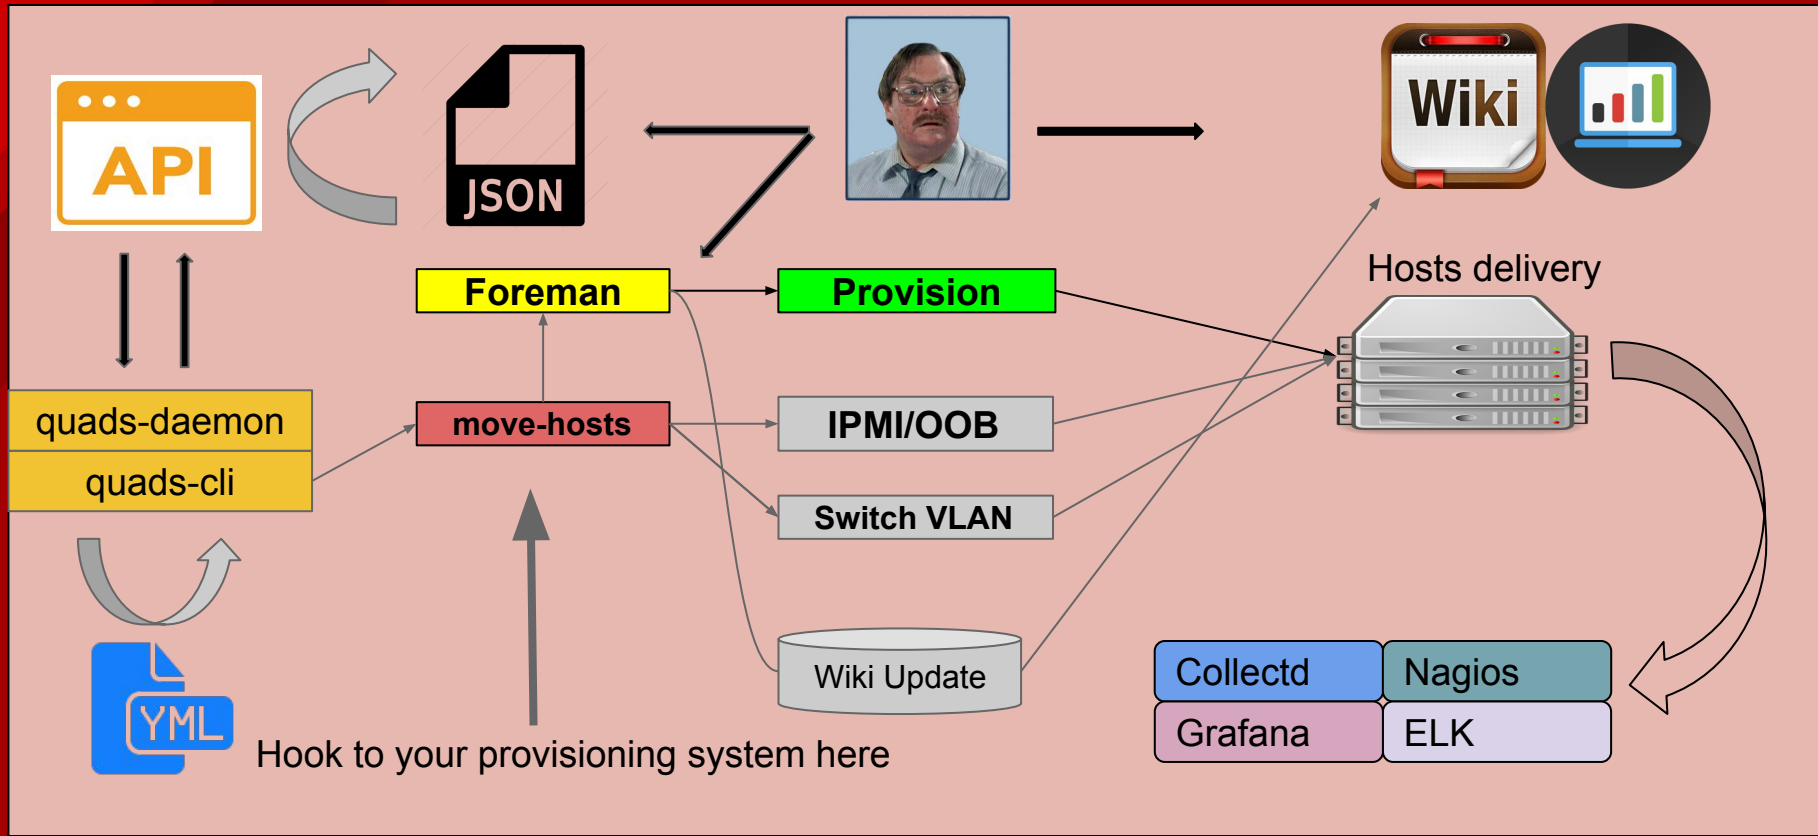 API
JSON
Wiki
Foreman
Provision
Hosts delivery
quads-daemon
quads-cli
move-hosts
IPMI/OOB
Switch VLAN
Wiki Update
YML
Hook to your provisioning system here
Collectd
Nagios
Grafana
ELK